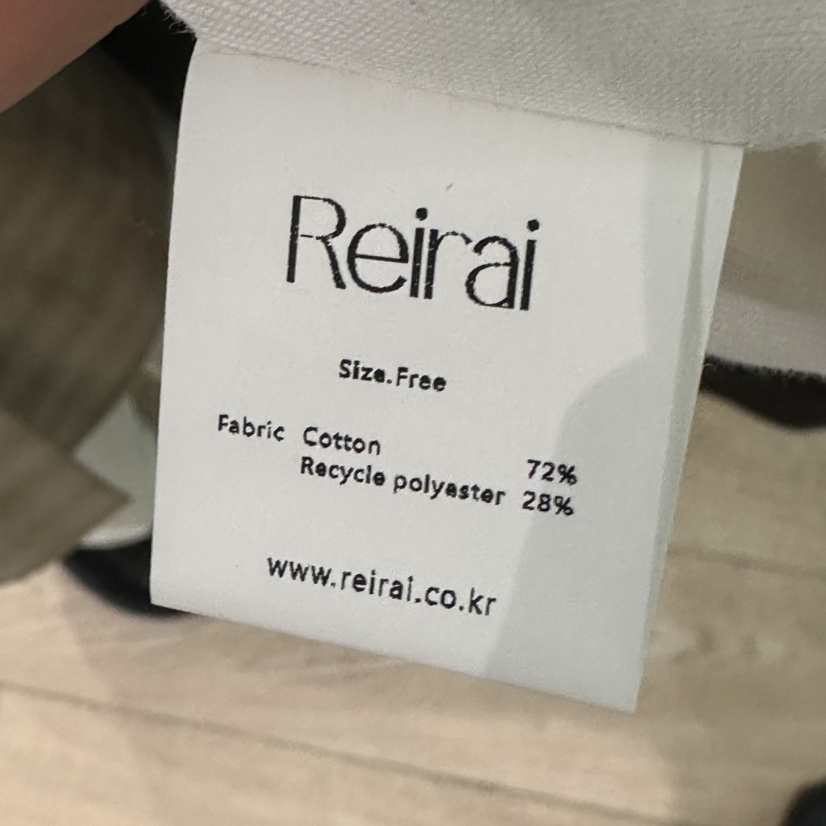 Reirai
Size.Free
Fabric Cotton 72%
Recycle polyester 28%
www.reirai.co.kr